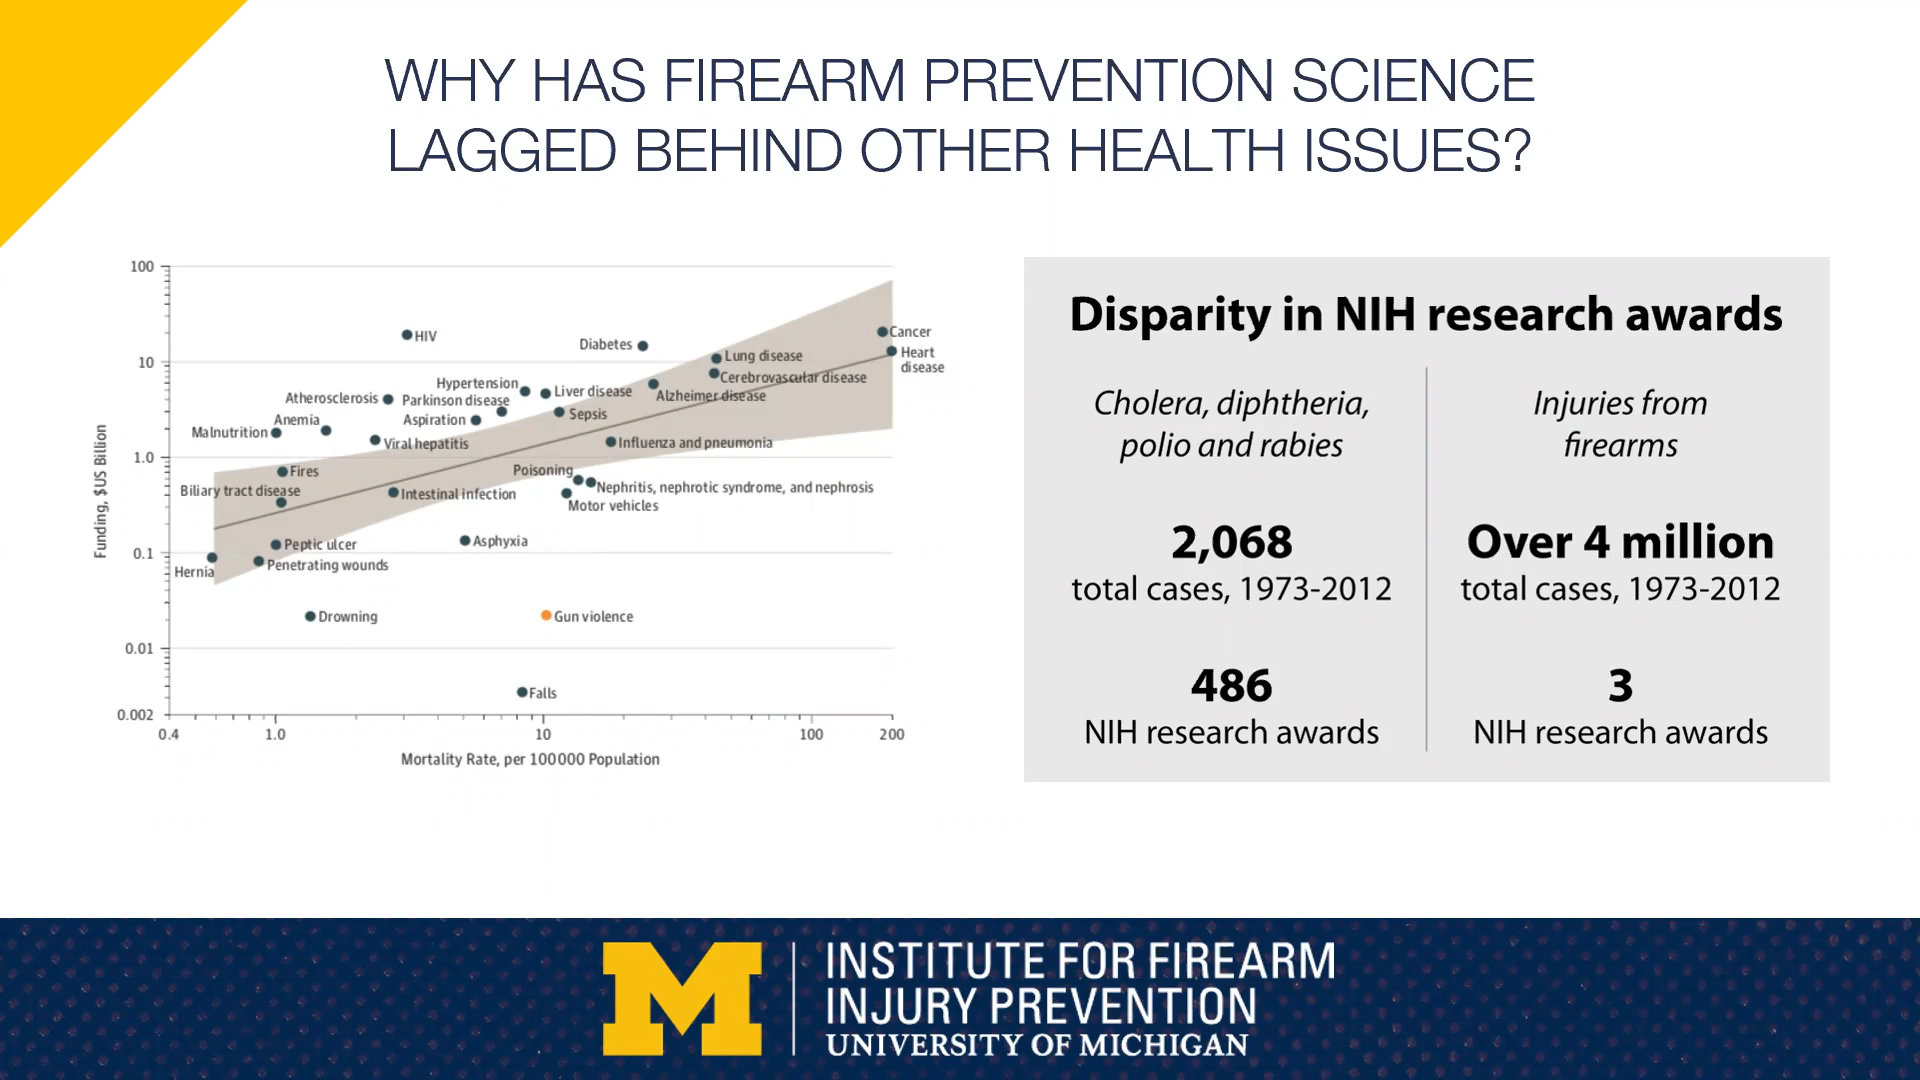 WHY HAS FIREARM PREVENTION SCIENCE
LAGGED BEHIND OTHER HEALTH ISSUES?
Funding, $US Billion
100
10
1.0
0.1
0.01
0.002
HIV
Diabetes
Cancer
Lung disease
Heart
disease
Cerebrovascular disease
Hypertension
Liver disease
Alzheimer disease
Atherosclerosis
Parkinson disease
Anemia
Aspiration
Sepsis
Malnutrition
Viral hepatitis
Influenza and pneumonia
Fires
Poisoning
Biliary tract disease
Intestinal infection
Nephritis, nephrotic syndrome, and nephrosis
Motor vehicles
Peptic ulcer
Asphyxia
Hernia
Penetrating wounds
Drowning
Gun violence
Falls
0.4
1.0
10
100
200
Mortality Rate, per 100000 Population
Disparity in NIH research awards
Cholera, diphtheria,
polio and rabies
2,068
total cases, 1973-2012
486
NIH research awards
Injuries from
firearms
Over 4 million
total cases, 1973-2012
3
NIH research awards
M
INSTITUTE FOR FIREARM
INJURY PREVENTION
UNIVERSITY OF MICHIGAN